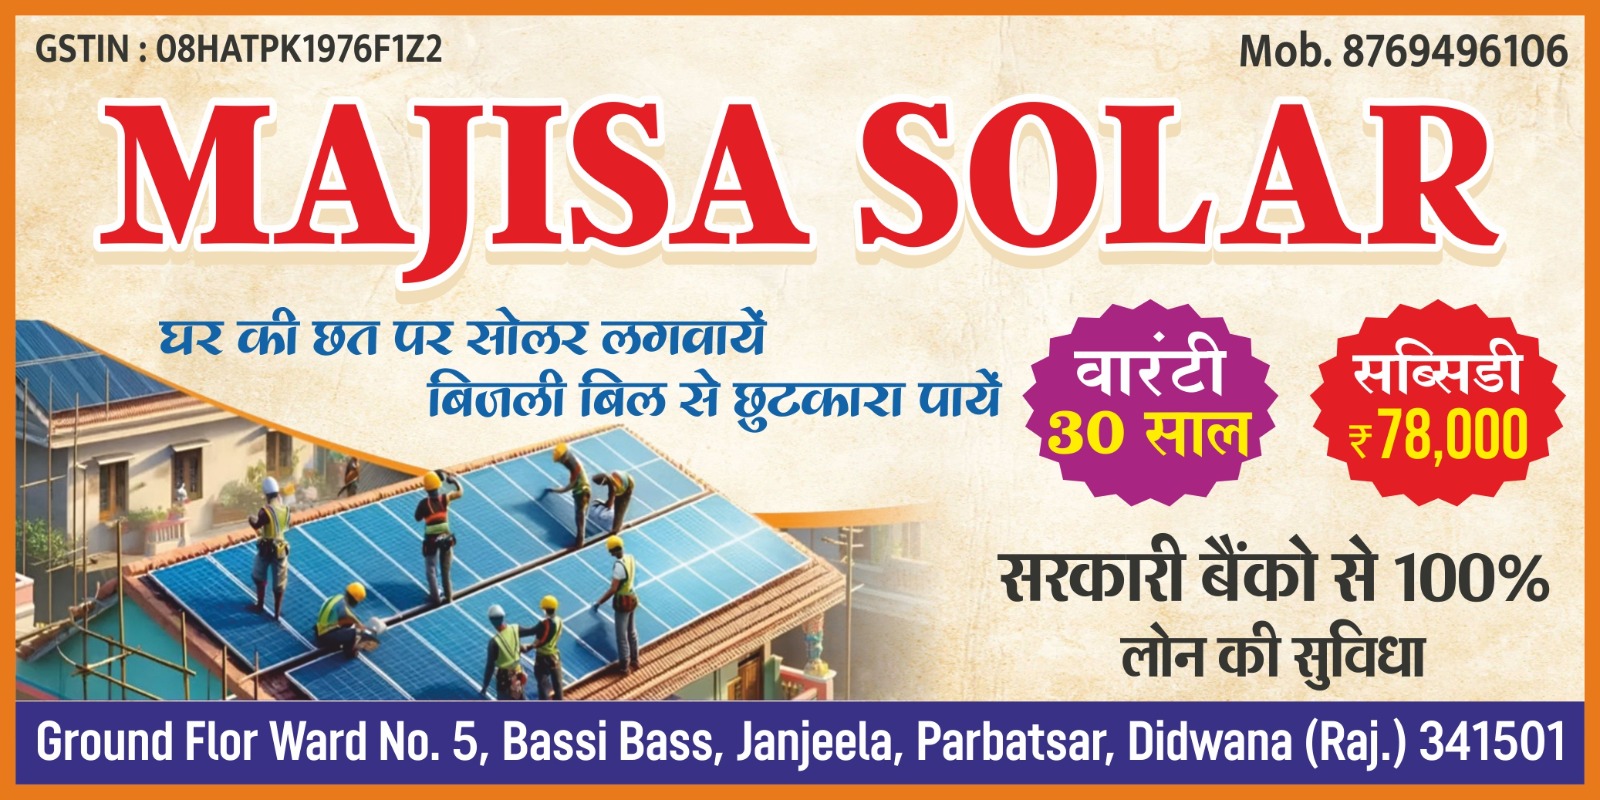 GSTIN : 08HATPK1976F1Z2
Mob. 8769496106
MAJISA SOLAR
घर की छत पर सोलर लगवायें
बिजली बिल से छुटकारा पायें
वारंटी
30 साल
सब्सिडी
₹78,000
सरकारी बैंको से 100%
लोन की सुविधा
Ground Flor Ward No. 5, Bassi Bass, Janjeela, Parbatsar, Didwana (Raj.) 341501